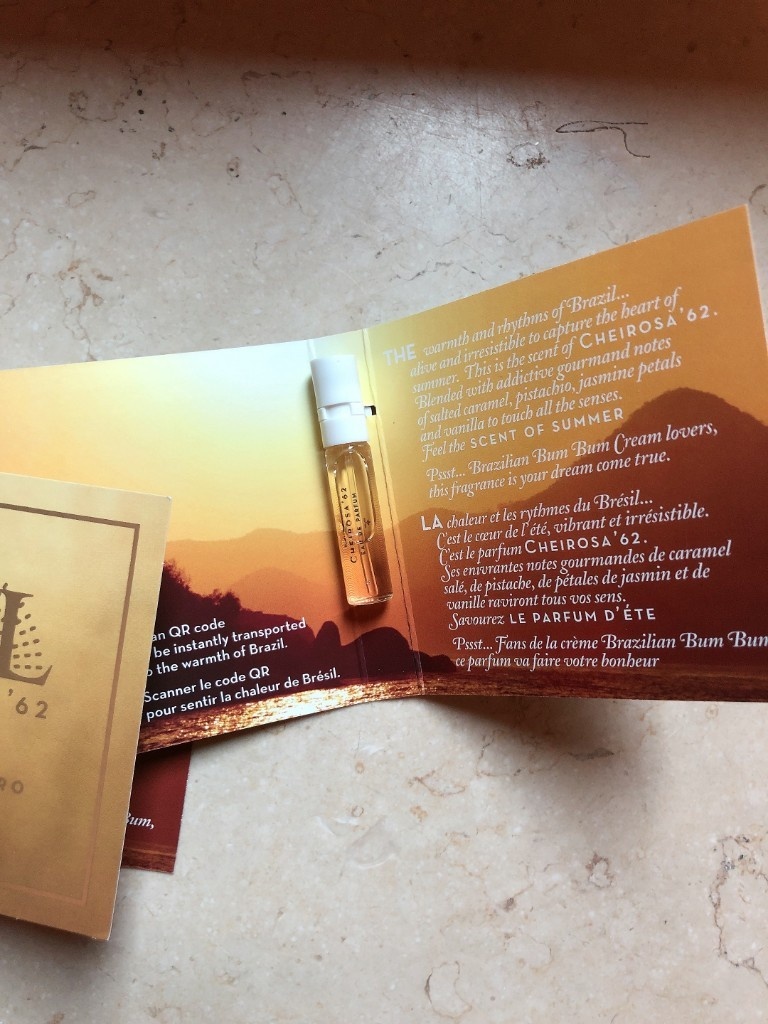 THE warmth and rhythms of Brazil...
alive and irresistible to capture the heart of
summer. This is the scent of CHEIROSA '62.
Blended with addictive gourmand notes
of salted caramel, pistachio, jasmine petals
and vanilla to touch all the senses.
Feel the SCENT OF SUMMER
Pssst... Brazilian Bum Bum Cream lovers,
this fragrance is your dream come true.
LA chaleur et les rythmes du Brésil...
C'est le cœur de l'été, vibrant et irrésistible.
C'est le parfum CHEIROSA '62.
Ses enivrantes notes gourmandes de caramel
salé, de pistache, de pétales de jasmin et de
vanille raviront tous vos sens.
Savourez LE PARFUM D'ÉTE
Pssst... Fans de la crème Brazilian Bum Bum
ce parfum va faire votre bonheur
CHEIROSA '62
EAU DE PARFUM
an QR code
be instantly transported
the warmth of Brazil.
Scanner le code QR
pour sentir la chaleur de Brésil.
L
'62
RO
Bum,